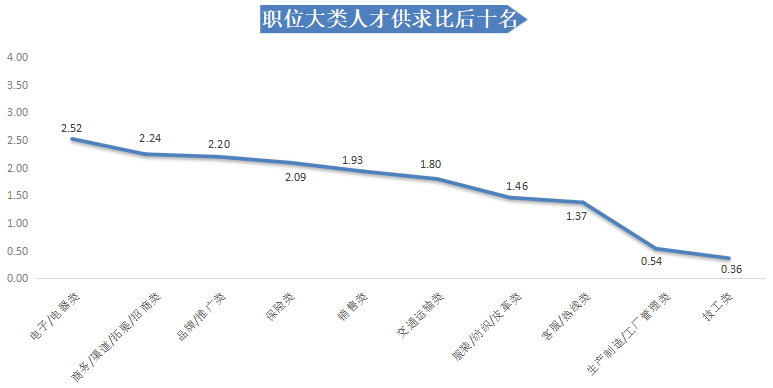 职位大类人才供求比后十名
4.00
3.50
3.00
2.50
2.00
1.50
1.00
0.50
0.00
2.52
2.24
2.20
2.09
1.93
1.80
1.46
1.37
0.54
0.36
电子/电器类
商务/渠道/拓展/招商类
品牌/推广类
保险类
销售类
交通运输类
服装/纺织/皮革类
客服/热线类
生产制造/工厂管理类
技工类